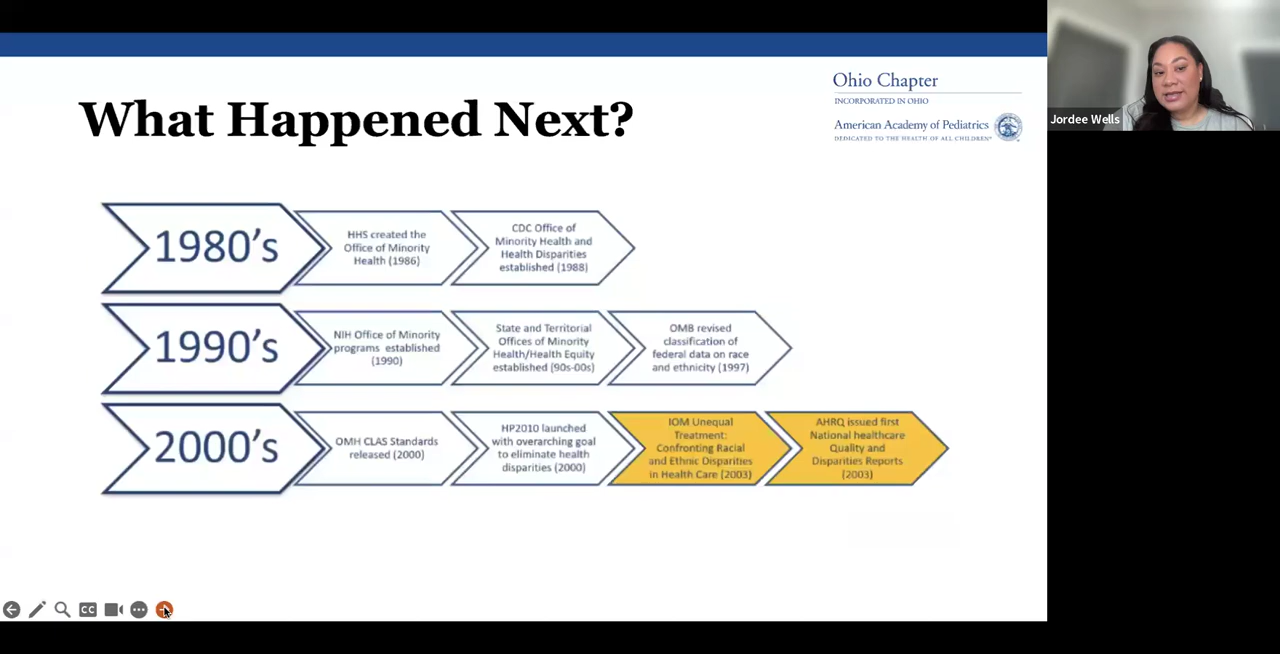 What Happened Next?
Ohio Chapter
INCORPORATED IN OHIO
American Academy of Pediatrics
DEDICATED TO THE HEALTH OF ALL CHILDREN®
Jordee Wells
1980's
HHS created the
Office of Minority
Health (1986)
CDC Office of
Minority Health and
Health Disparities
established (1988)
1990's
NIH Office of Minority
programs established
(1990)
State and Territorial
Offices of Minority
Health/Health Equity
established (90s-00s)
OMB revised
classification of
federal data on race
and ethnicity (1997)
2000's
OMH CLAS Standards
released (2000)
HP2010 launched
with overarching goal
to eliminate health
disparities (2000)
IOM Unequal
Treatment:
Confronting Racial
and Ethnic Disparities
in Health Care (2003)
AHRQ issued first
National healthcare
Quality and
Disparities Reports
(2003)
CC